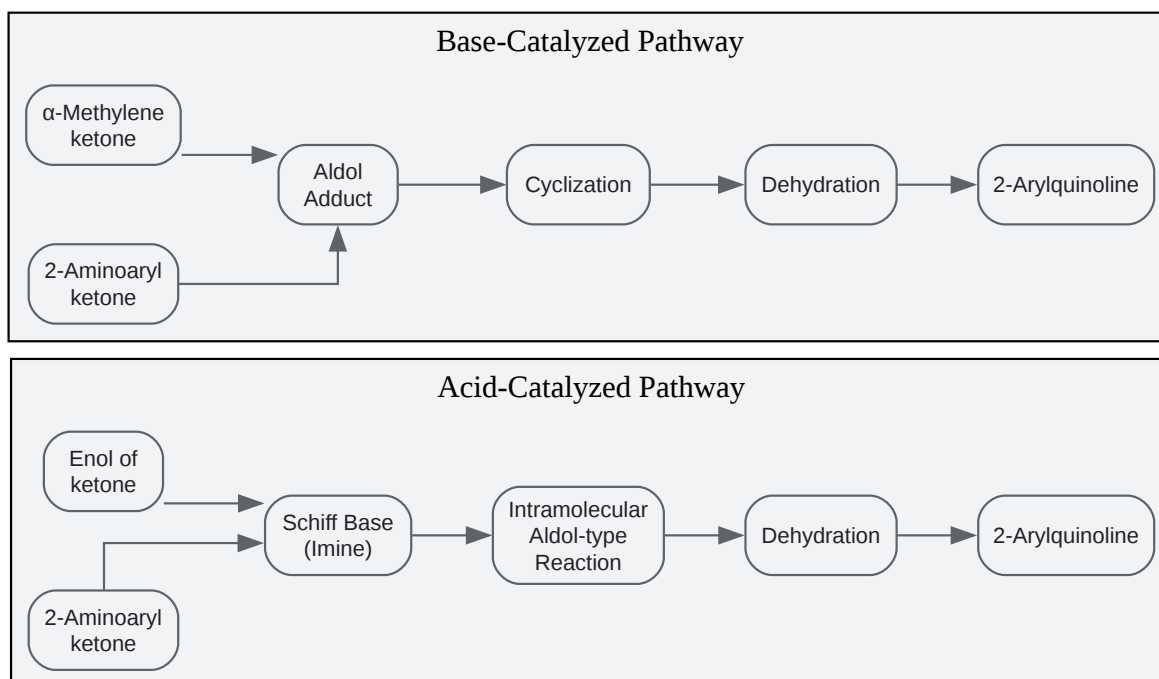 Base-Catalyzed Pathway
α-Methylene
ketone
Aldol
Adduct
Cyclization
Dehydration
2-Arylquinoline
2-Aminoaryl
ketone
Acid-Catalyzed Pathway
Enol of
ketone
Schiff Base
(Imine)
Intramolecular
Aldol-type
Reaction
Dehydration
2-Arylquinoline
2-Aminoaryl
ketone